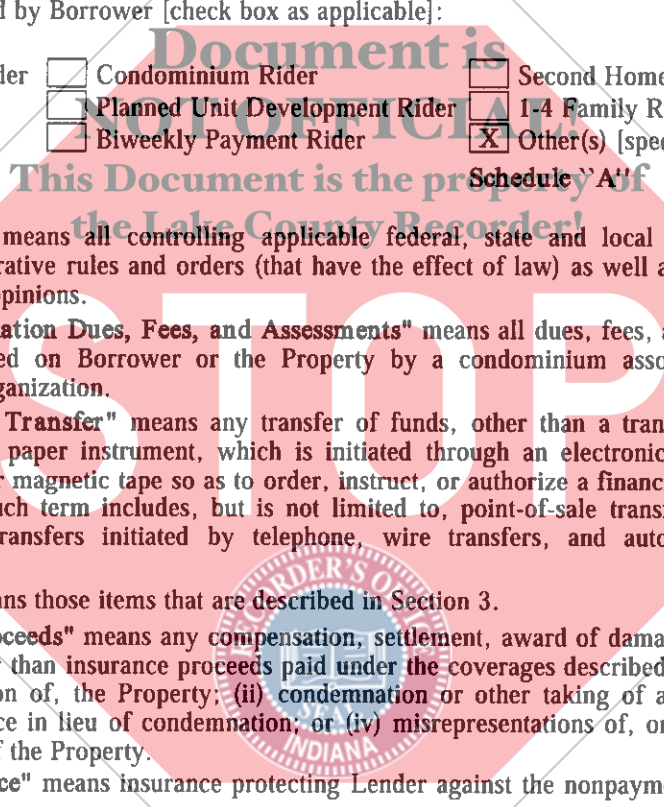 d by Borrower [check box as applicable]:
Document is
der Condominium Rider Second Home
NOT OFFICIAL!
Planned Unit Development Rider 1-4 Family R
Biweekly Payment Rider X Other(s) [spec
This Document is the property of
Schedule ``A''
the Lake County Recorder!
means all controlling applicable federal, state and local
rative rules and orders (that have the effect of law) as well a
opinions.
ation Dues, Fees, and Assessments" means all dues, fees, a
ed on Borrower or the Property by a condominium asso
ganization.
STOP
Transfer" means any transfer of funds, other than a tran
paper instrument, which is initiated through an electronic
r magnetic tape so as to order, instruct, or authorize a financ
uch term includes, but is not limited to, point-of-sale transf
transfers initiated by telephone, wire transfers, and auto
ans those items that are described in Section 3.
RECORDER'S OFFICE
oceeds" means any compensation, settlement, award of dama
r than insurance proceeds paid under the coverages described
on of, the Property; (ii) condemnation or other taking of a
SEAL
ce in lieu of condemnation; or (iv) misrepresentations of, or
INDIANA
f the Property.
ce" means insurance protecting Lender against the nonpaym